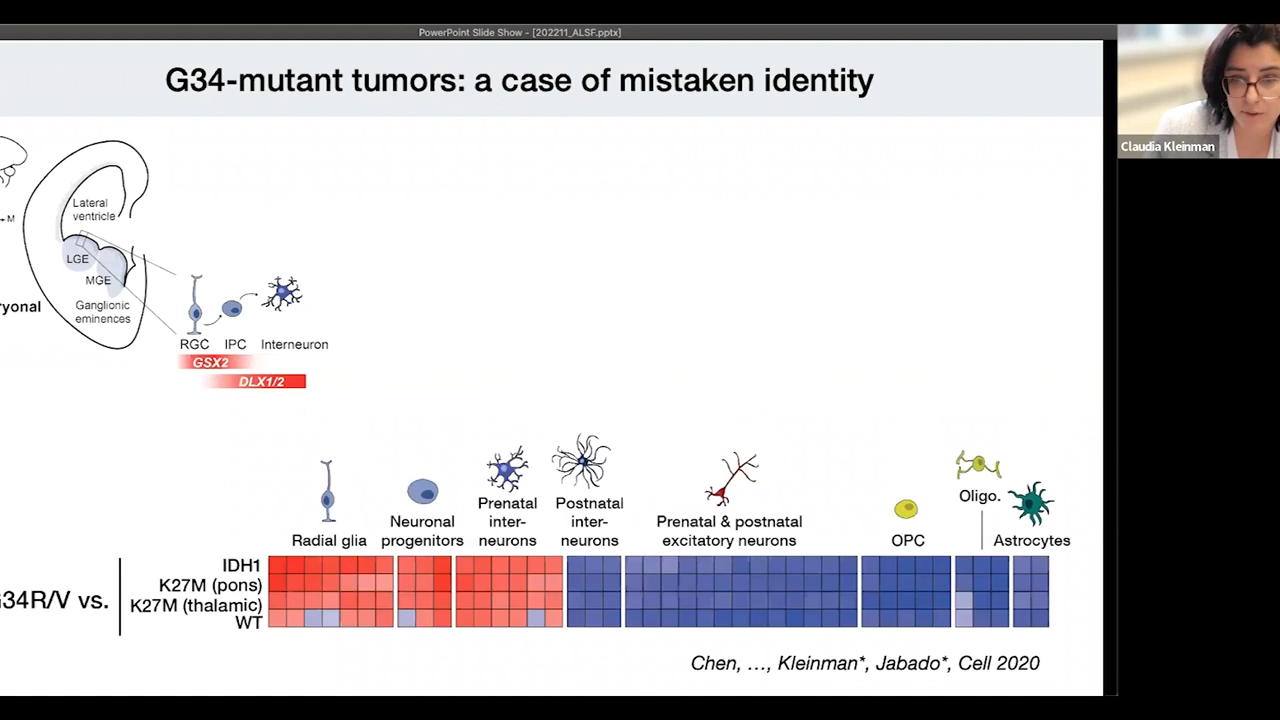 PowerPoint Slide Show - [202211_ALSF.pptx]
G34-mutant tumors: a case of mistaken identity
Claudia Kleinman
Lateral
ventricle
M
LGE
MGE
Ganglionic
eminences
RGC IPC Interneuron
GSX2
DLX1/2
Radial glia
Neuronal
progenitors
Prenatal
inter-
neurons
Postnatal
inter-
neurons
Prenatal & postnatal
excitatory neurons
OPC
Oligo.
Astrocytes
G34R/V vs.
IDH1
K27M (pons)
K27M (thalamic)
WT
Chen, …, Kleinman*, Jabado*, Cell 2020